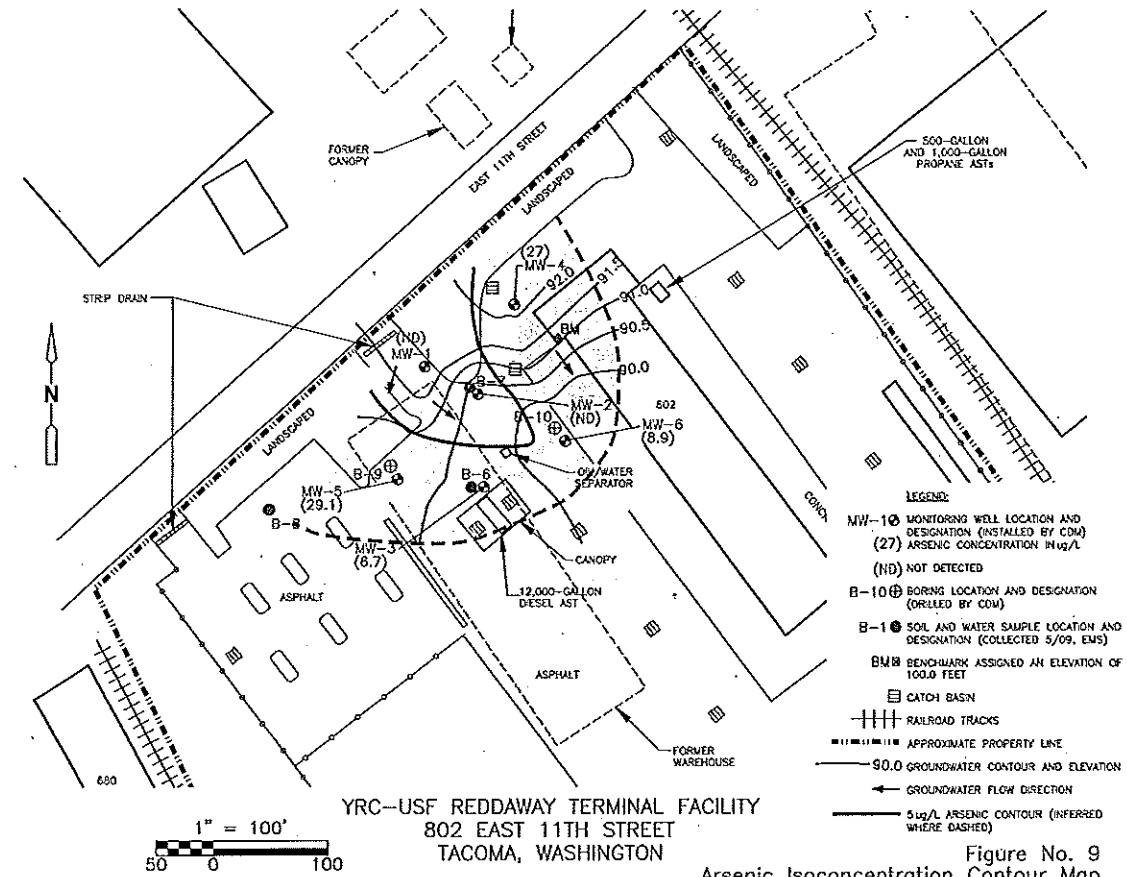 FORMER
CANOPY
EAST 11TH STREET
LANDSCAPED
LANDSCAPED
500-GALLON
AND 1,000-GALLON
PROPANE ASTs
STRIP DRAIN
N
(27)
MW-4
92.0
91.5
91.0
90.5
90.0
BM
(ND)
MW-1
B-7
MW-2
(ND)
B-10
802
MW-6
(8.9)
LANDSCAPED
OIL/WATER
SEPARATOR
B-9
MW-5
(29.1)
B-6
B-8
MW-3
(6.7)
CANOPY
12,000-GALLON
DIESEL AST
ASPHALT
ASPHALT
FORMER
WAREHOUSE
680
CONCR
LEGEND:
MW-1 MONITORING WELL LOCATION AND
DESIGNATION (INSTALLED BY CDM)
(27) ARSENIC CONCENTRATION IN ug/L
(ND) NOT DETECTED
B-10 BORING LOCATION AND DESIGNATION
(DRILLED BY CDM)
B-1 SOIL AND WATER SAMPLE LOCATION AND
DESIGNATION (COLLECTED 5/09, EMS)
BM BENCHMARK ASSIGNED AN ELEVATION OF
100.0 FEET
CATCH BASIN
RAILROAD TRACKS
APPROXIMATE PROPERTY LINE
90.0 GROUNDWATER CONTOUR AND ELEVATION
GROUNDWATER FLOW DIRECTION
5 ug/L ARSENIC CONTOUR (INFERRED
WHERE DASHED)
1" = 100'
50 0 100
YRC-USF REDDAWAY TERMINAL FACILITY
802 EAST 11TH STREET
TACOMA, WASHINGTON
Figure No. 9
Arsenic Isoconcentration Contour Map